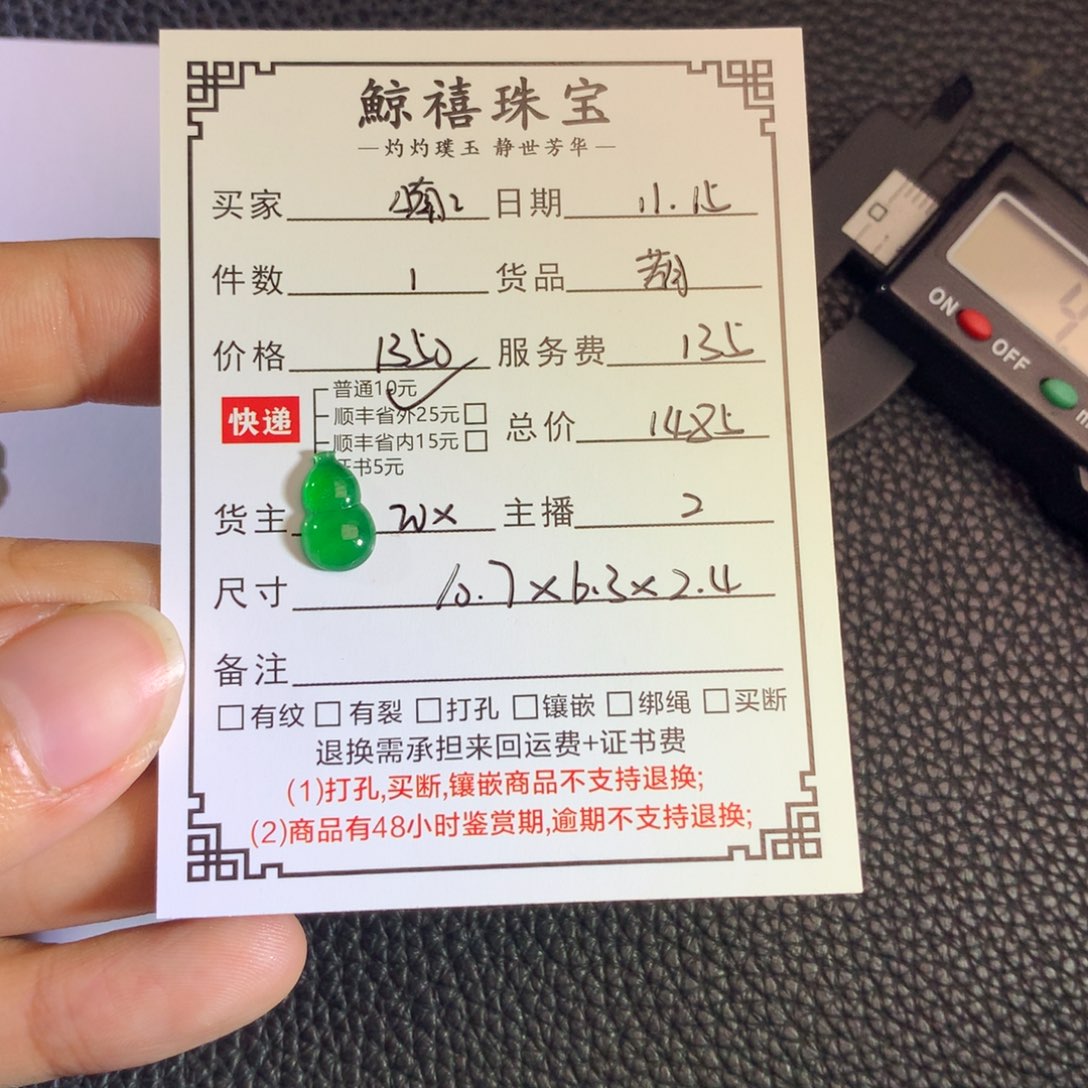 鲸禧珠宝
—灼灼璞玉 静世芳华—
买家 日期 11.15
件数 1 货品
价格 1350 服务费 135
普通10元
快递 顺丰省外25元□ 总价 1485
顺丰省内15元□
证书5元
货主 WX 主播 2
尺寸 10.7×6.3×2.4
备注
□有纹 □有裂 □打孔 □镶嵌 □绑绳 □买断
退换需承担来回运费+证书费
(1)打孔,买断,镶嵌商品不支持退换;
(2)商品有48小时鉴赏期,逾期不支持退换;
ON
OFF